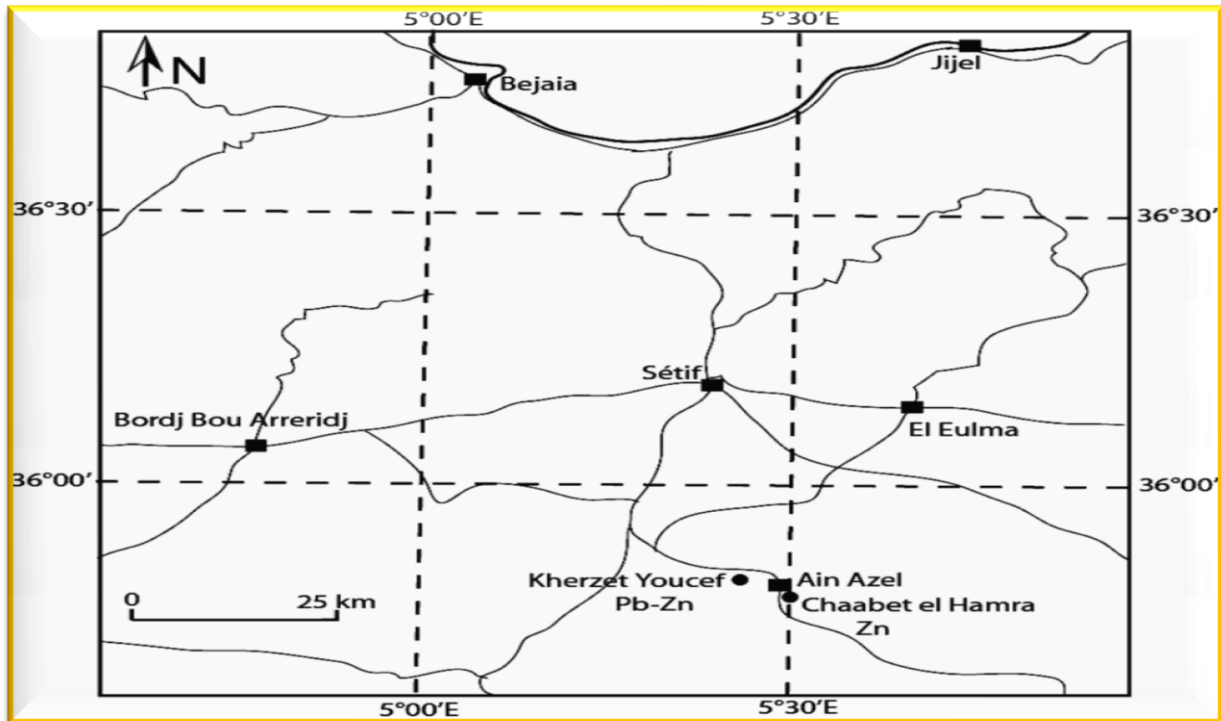 5°00'E
5°30'E
N
Bejaia
Jijel
36°30'
36°30'
Sétif
Bordj Bou Arreridj
El Eulma
36°00'
36°00'
Kherzet Youcef
Pb-Zn
Ain Azel
Chaabet el Hamra
Zn
0
25 km
5°00'E
5°30'E